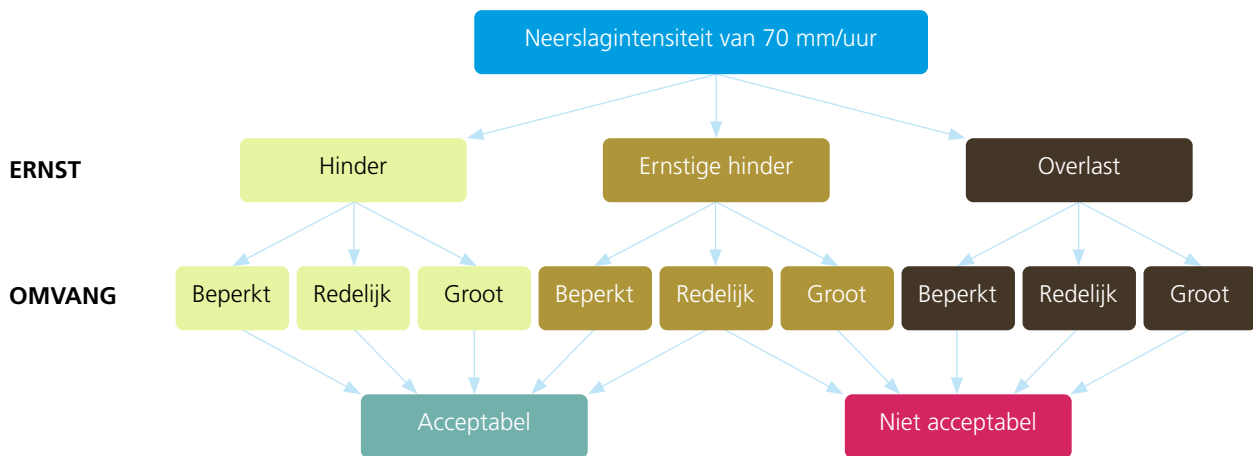 Neerslagintensiteit van 70 mm/uur
ERNST
Hinder
Ernstige hinder
Overlast
OMVANG
Beperkt
Redelijk
Groot
Beperkt
Redelijk
Groot
Beperkt
Redelijk
Groot
Acceptabel
Niet acceptabel